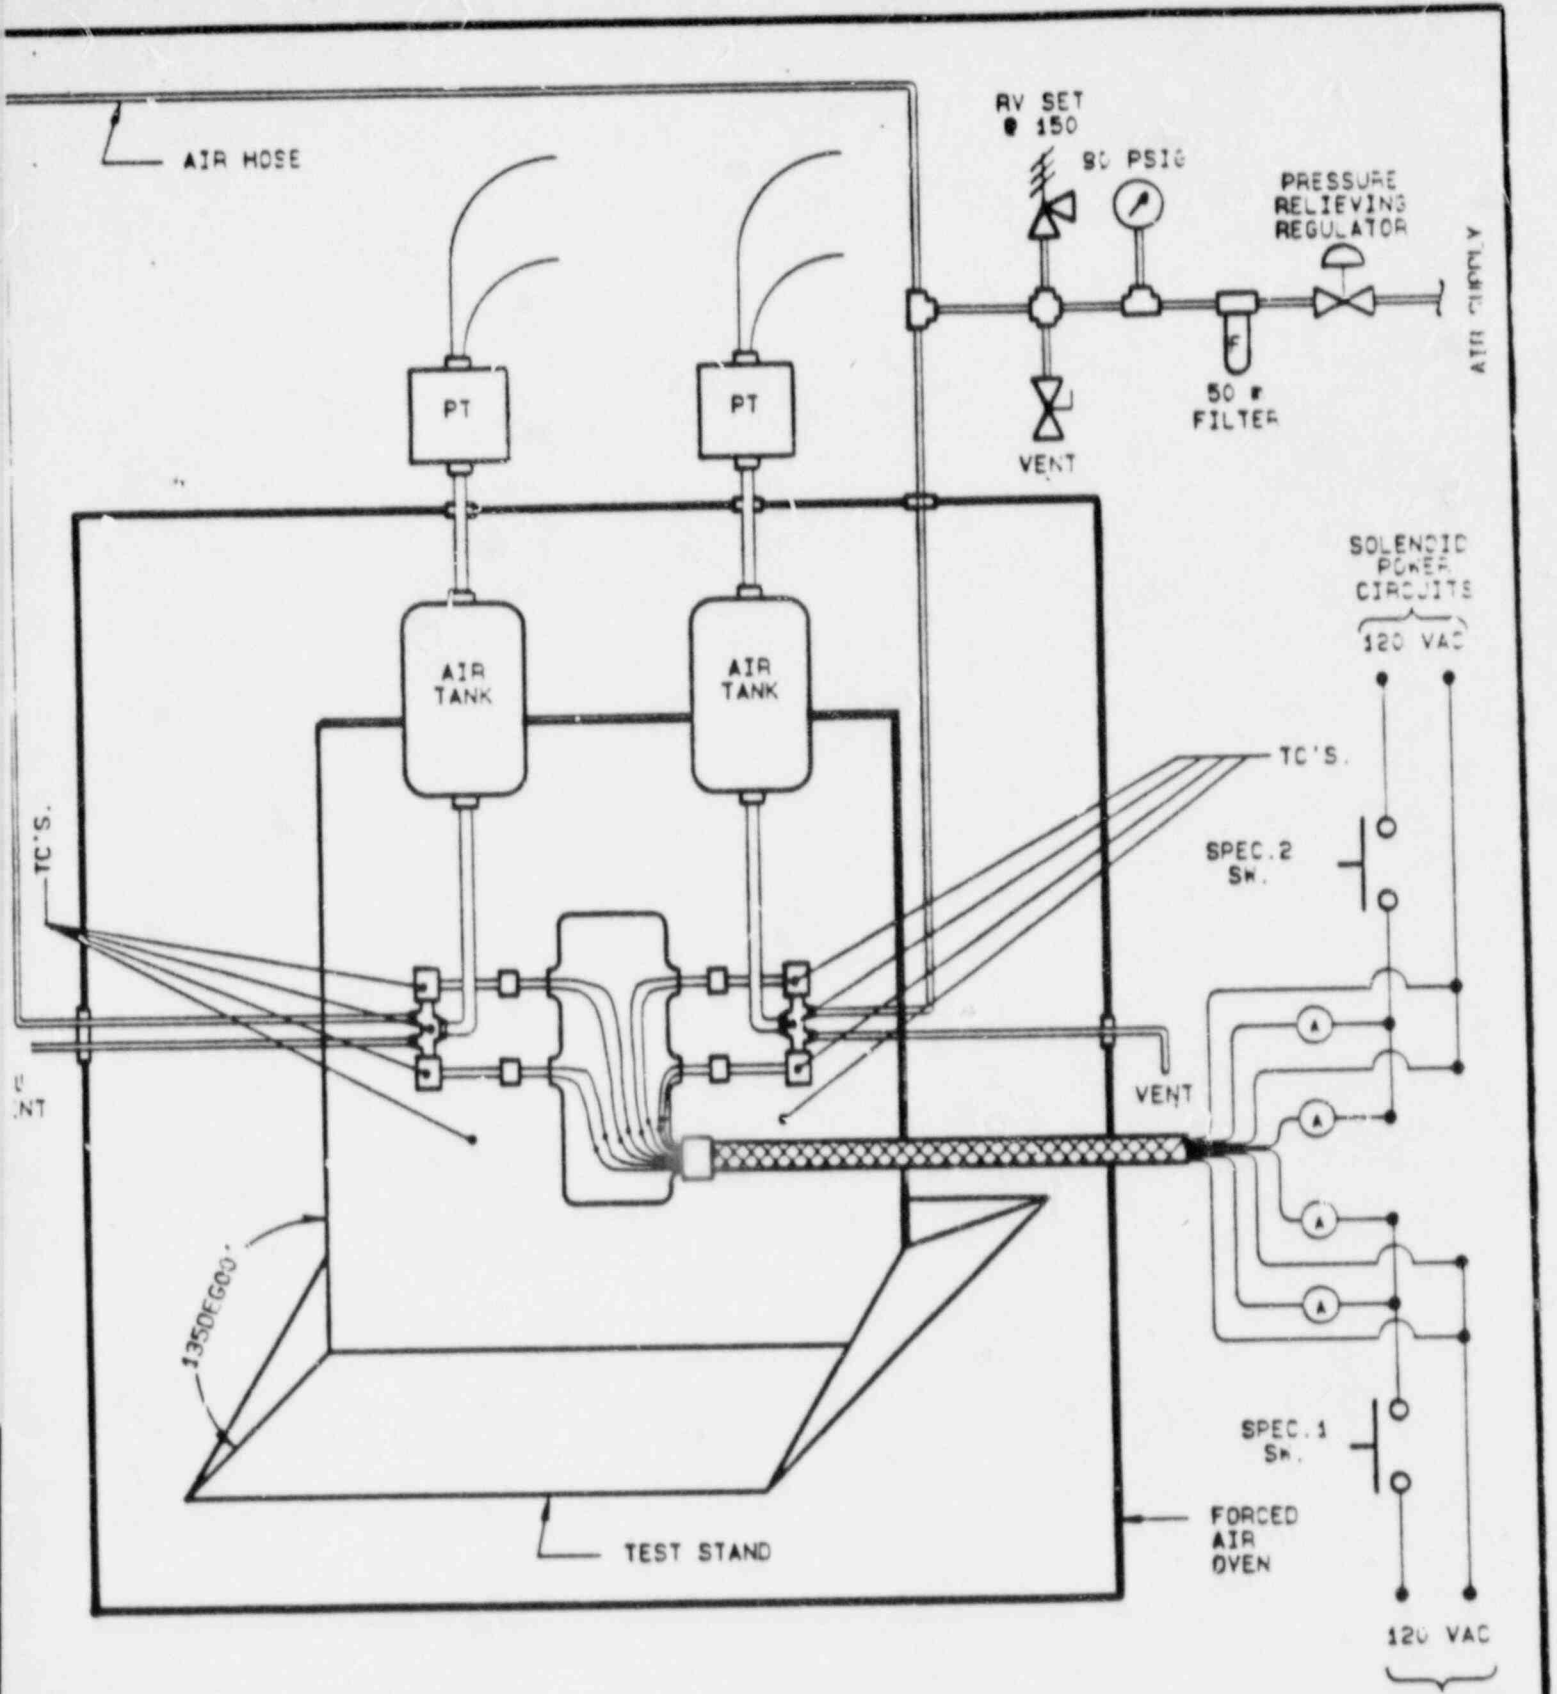 RV SET
@ 150
AIR HOSE
PSIG
PRESSURE
RELIEVING
REGULATOR
AIR SUPPLY
PT
PT
F
50
FILTER
VENT
SOLENOID
POWER
CIRCUITS
120 VAC
AIR
TANK
AIR
TANK
TC'S.
TC'S.
SPEC.2
SW.
A
VENT
A
A
135DEG00'
A
SPEC.1
SW.
TEST STAND
FORCED
AIR
OVEN
120 VAC